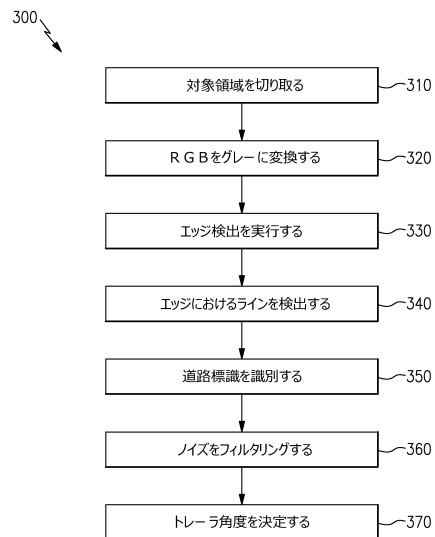 300
対象領域を切り取る 310
RGBをグレーに変換する 320
エッジ検出を実行する 330
エッジにおけるラインを検出する 340
道路標識を識別する 350
ノイズをフィルタリングする 360
トレーラ角度を決定する 370